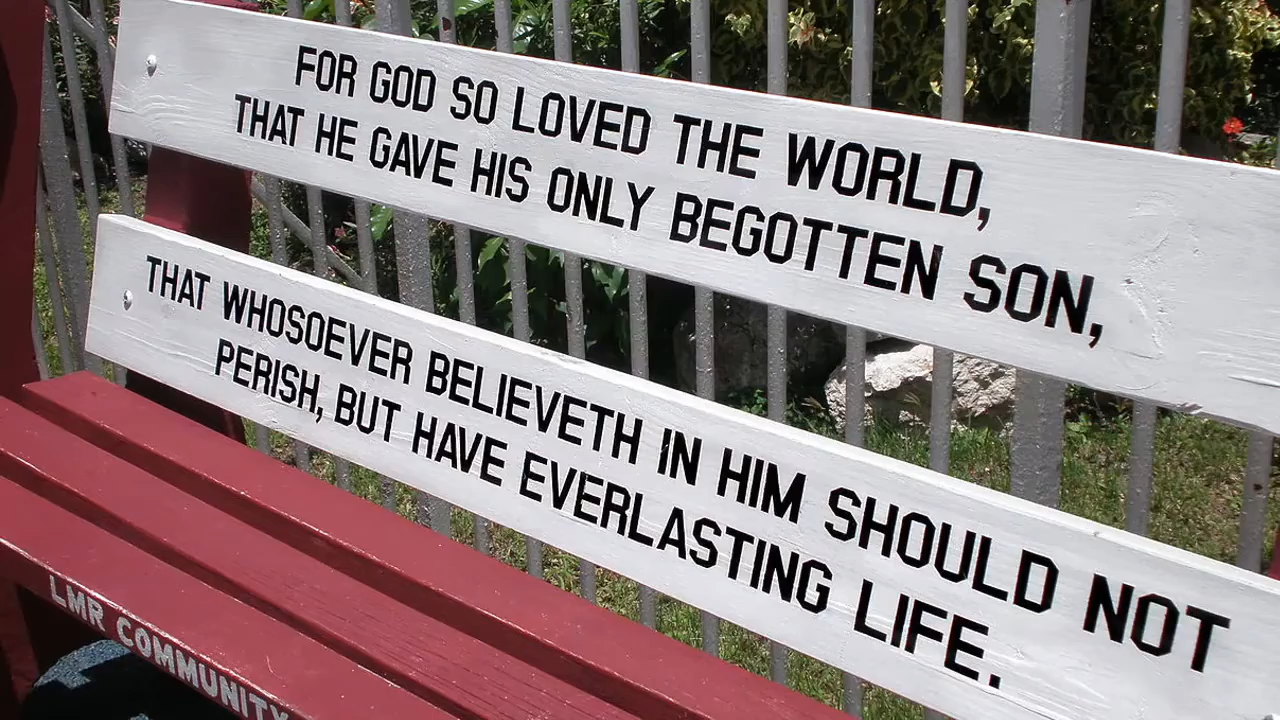 FOR GOD SO LOVED THE WORLD,
THAT HE GAVE HIS ONLY BEGOTTEN SON,
THAT WHOSOEVER BELIEVETH IN HIM SHOULD NOT
PERISH, BUT HAVE EVERLASTING LIFE.
LMR COMMUNITY